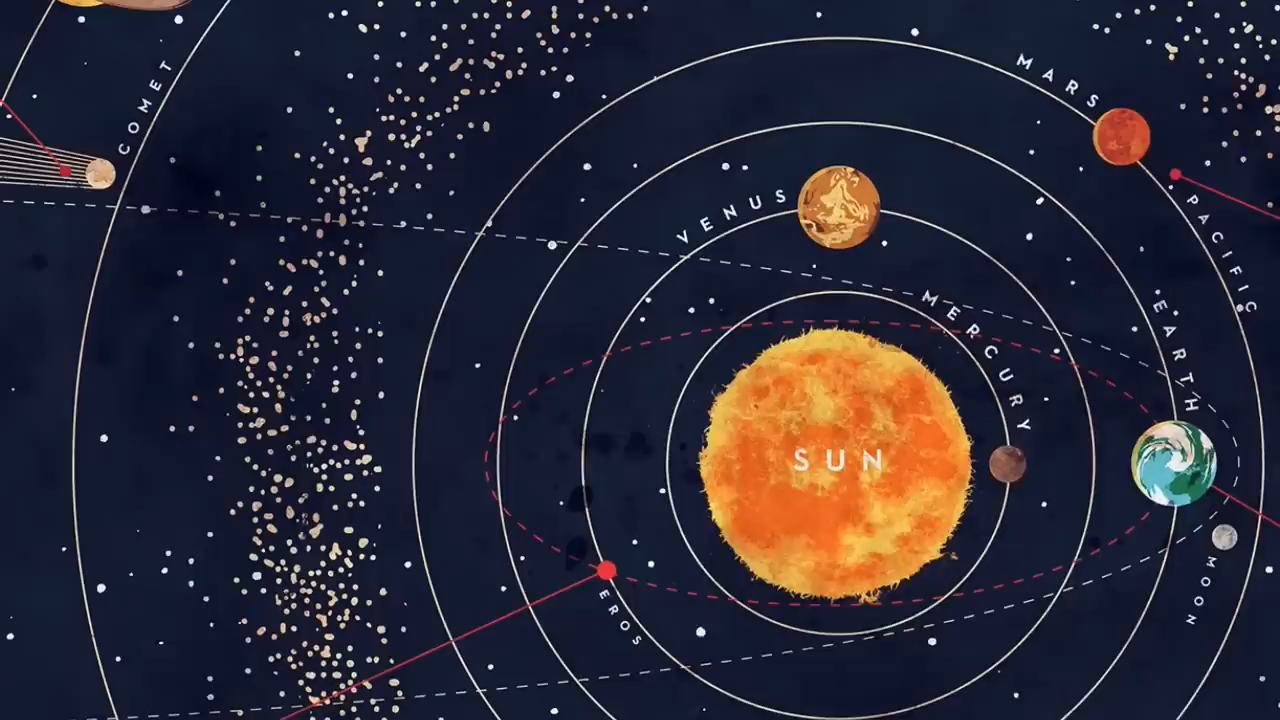 COMET
MARS
VENUS
PACIFIC
MERCURY
EARTH
SUN
EROS
MOON